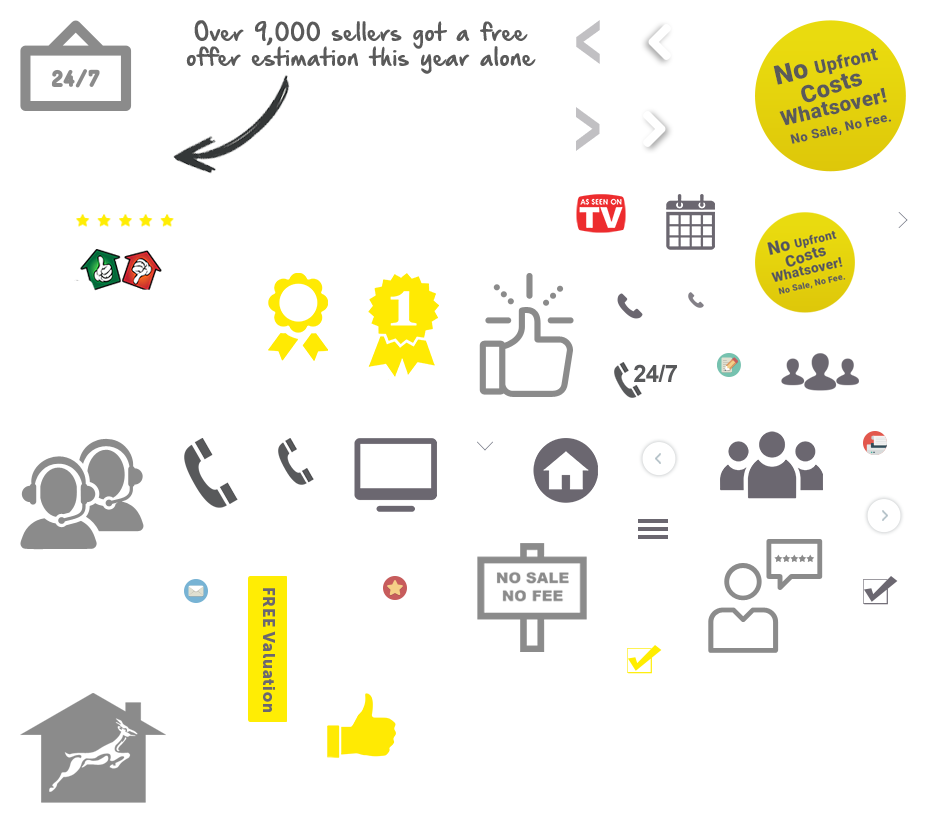 Over 9,000 sellers got a free
offer estimation this year alone
24/7
No Upfront
Costs
Whatsover!
No Sale, No Fee.
AS SEEN ON
TV
No Upfront
Costs
Whatsover!
No Sale, No Fee.
1
24/7
NO SALE
NO FEE
FREE Valuation